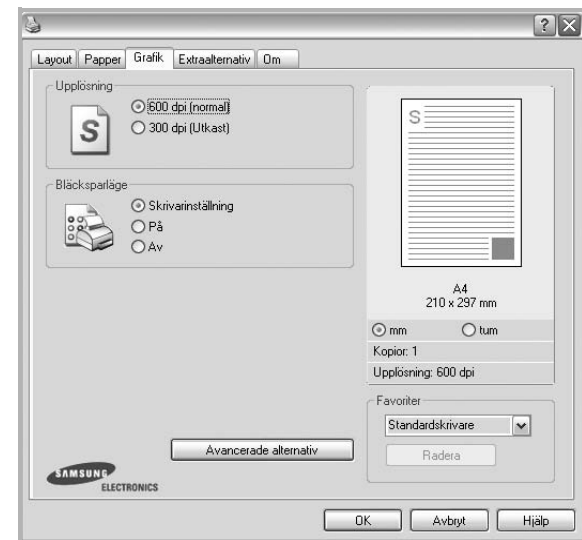 Layout Papper Grafik Extraalternativ Om
Upplösning
S
600 dpi (normal)
300 dpi (Utkast)
Bläcksparläge
Skrivarinställning
På
Av
Avancerade alternativ
SAMSUNG
ELECTRONICS
S
A4
210 x 297 mm
mm tum
Kopior: 1
Upplösning: 600 dpi
Favoriter
Standardskrivare
Radera
OK Avbryt Hjälp